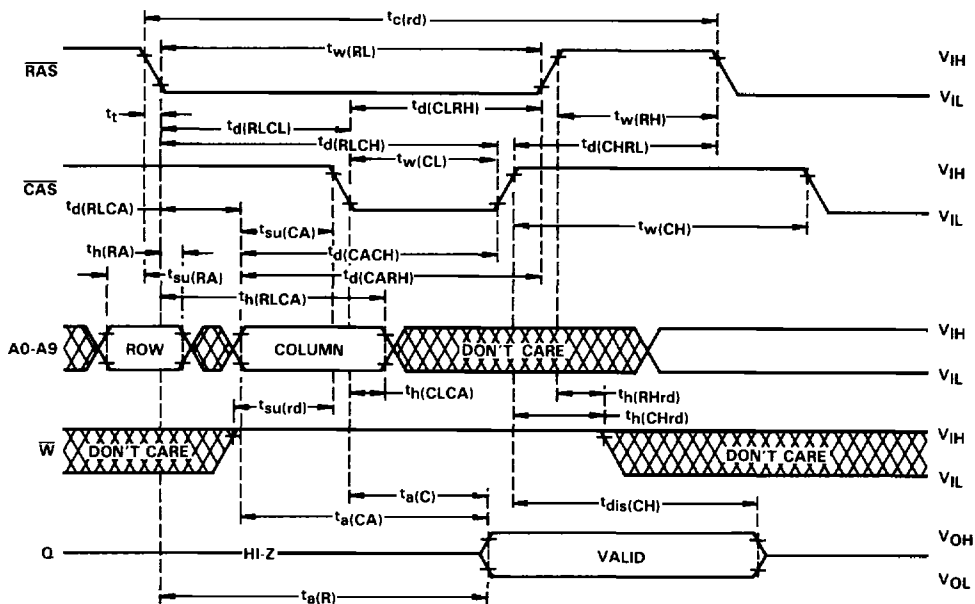 tc(rd)
tw(RL)
RAS
VIH
VIL
tt
td(CLRH)
tw(RH)
td(RLCL)
td(RLCH)
td(CHRL)
tw(CL)
CAS
VIH
VIL
td(RLCA)
tsu(CA)
tw(CH)
td(CACH)
th(RA)
tsu(RA)
td(CARH)
th(RLCA)
A0-A9
ROW
COLUMN
DON'T CARE
VIH
VIL
th(RHrd)
th(CLCA)
tsu(rd)
th(CHrd)
W
DON'T CARE
DON'T CARE
VIH
VIL
ta(C)
tdis(CH)
ta(CA)
Q
HI-Z
VALID
VOH
VOL
ta(R)